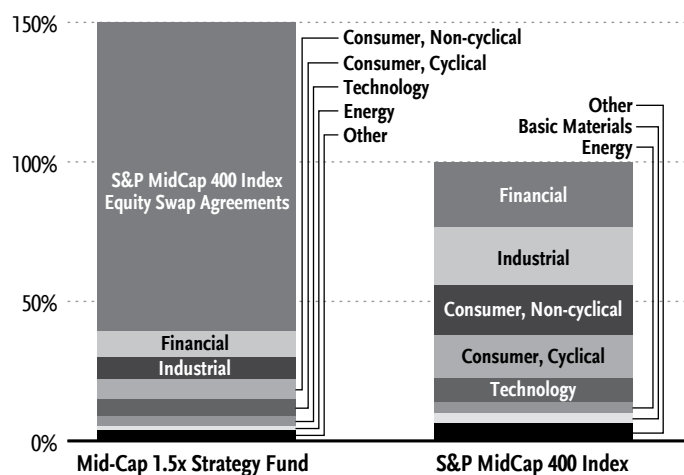 150%
100%
50%
0%
S&P MidCap 400 Index
Equity Swap Agreements
Financial
Industrial
Consumer, Non-cyclical
Consumer, Cyclical
Technology
Energy
Other
Mid-Cap 1.5x Strategy Fund
Other
Basic Materials
Energy
Financial
Industrial
Consumer, Non-cyclical
Consumer, Cyclical
Technology
S&P MidCap 400 Index